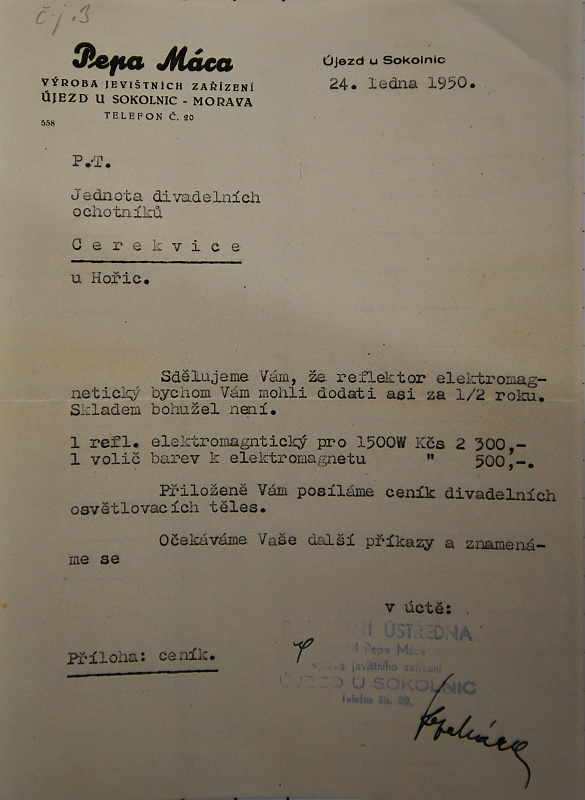 č.j. 3
Pepa Máca
VÝROBA JEVIŠTNÍCH ZAŘÍZENÍ
ÚJEZD U SOKOLNIC - MORAVA
TELEFON Č. 20
558
Újezd u Sokolnic
24. ledna 1950.
P.T.
Jednota divadelních
ochotníků
Cerekvice
u Hořic.
Sdělujeme Vám, že reflektor elektromag-
netický bychom Vám mohli dodati asi za 1/2 roku.
Skladem bohužel není.
1 refl. elektromagntický pro 1500W Kčs 2 300,-
1 volič barev k elektromagnetu " 500,-.
Přiloženě Vám posíláme ceník divadelních
osvětlovacích těles.
Očekáváme Vaše další příkazy a znamená-
me se
v úctě:
Příloha: ceník.
ÚSTŘEDNA
Pepa Máca
výroba jevištního zařízení
ÚJEZD U SOKOLNIC
Telefon čís. 20.